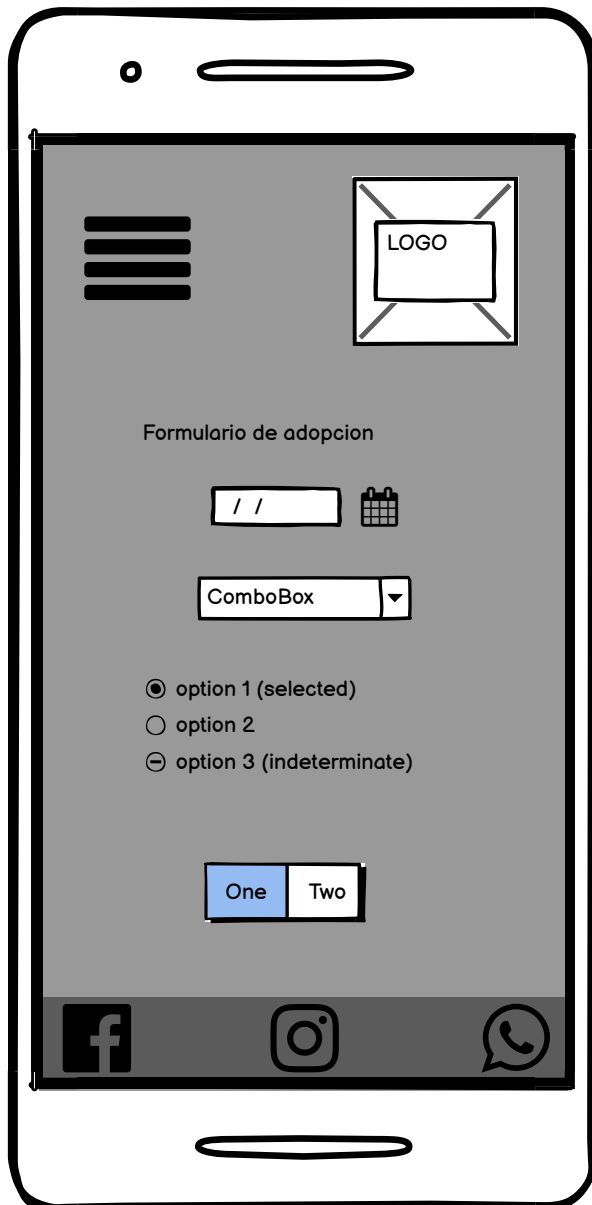 LOGO
Formulario de adopcion
/ /
ComboBox
option 1 (selected)
option 2
option 3 (indeterminate)
One Two